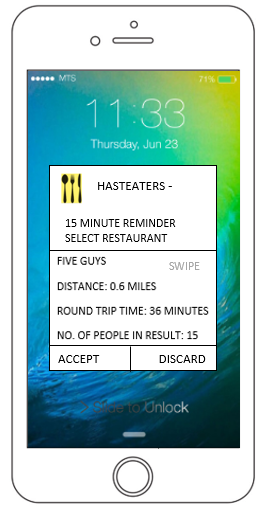 MTS 71%
11:33
Thursday, Jun 23
HASTEATERS -
15 MINUTE REMINDER
SELECT RESTAURANT
FIVE GUYS
SWIPE
DISTANCE: 0.6 MILES
ROUND TRIP TIME: 36 MINUTES
NO. OF PEOPLE IN RESULT: 15
ACCEPT DISCARD
Slide to Unlock